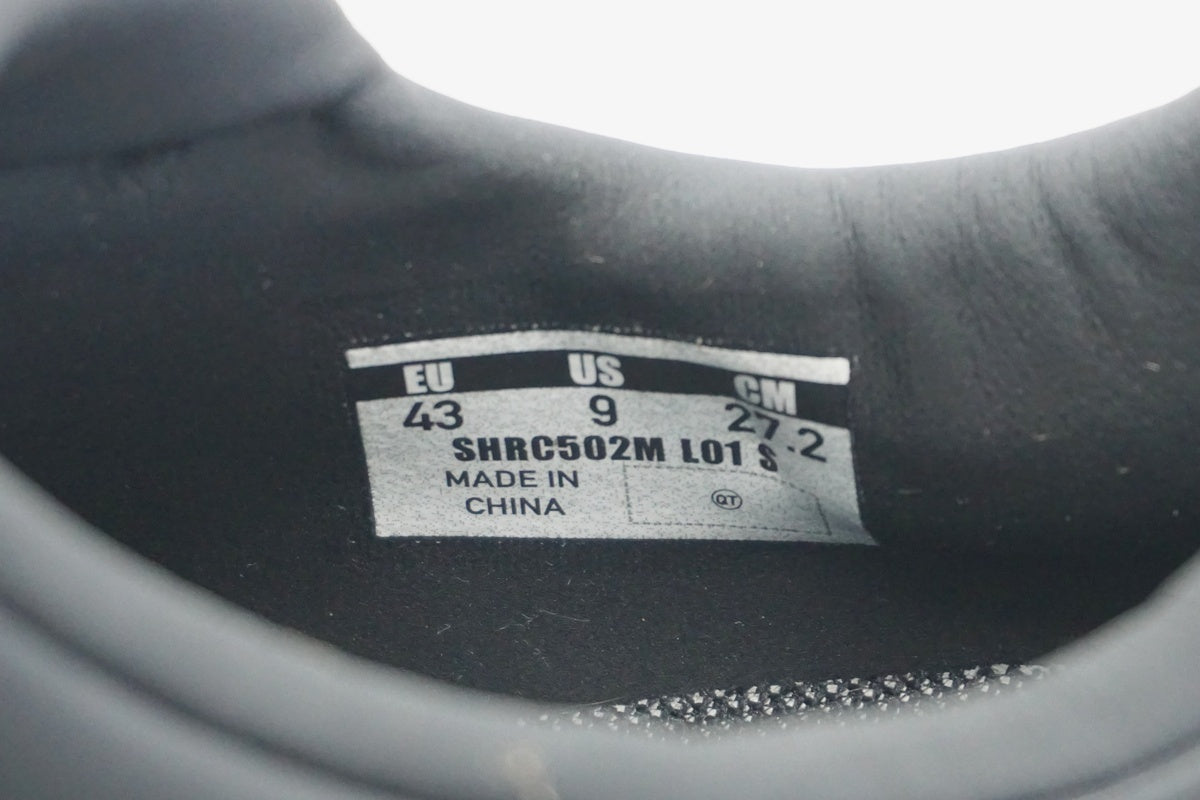 EU US CM
43 9 27.2
SHRC502M L01 S
MADE IN
CHINA
QT